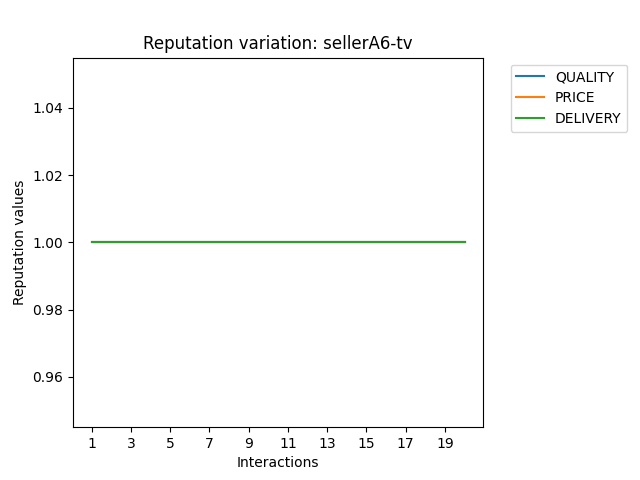 Reputation variation: sellerA6-tv
QUALITY
PRICE
DELIVERY
Reputation values
1.04
1.02
1.00
0.98
0.96
1 3 5 7 9 11 13 15 17 19
Interactions